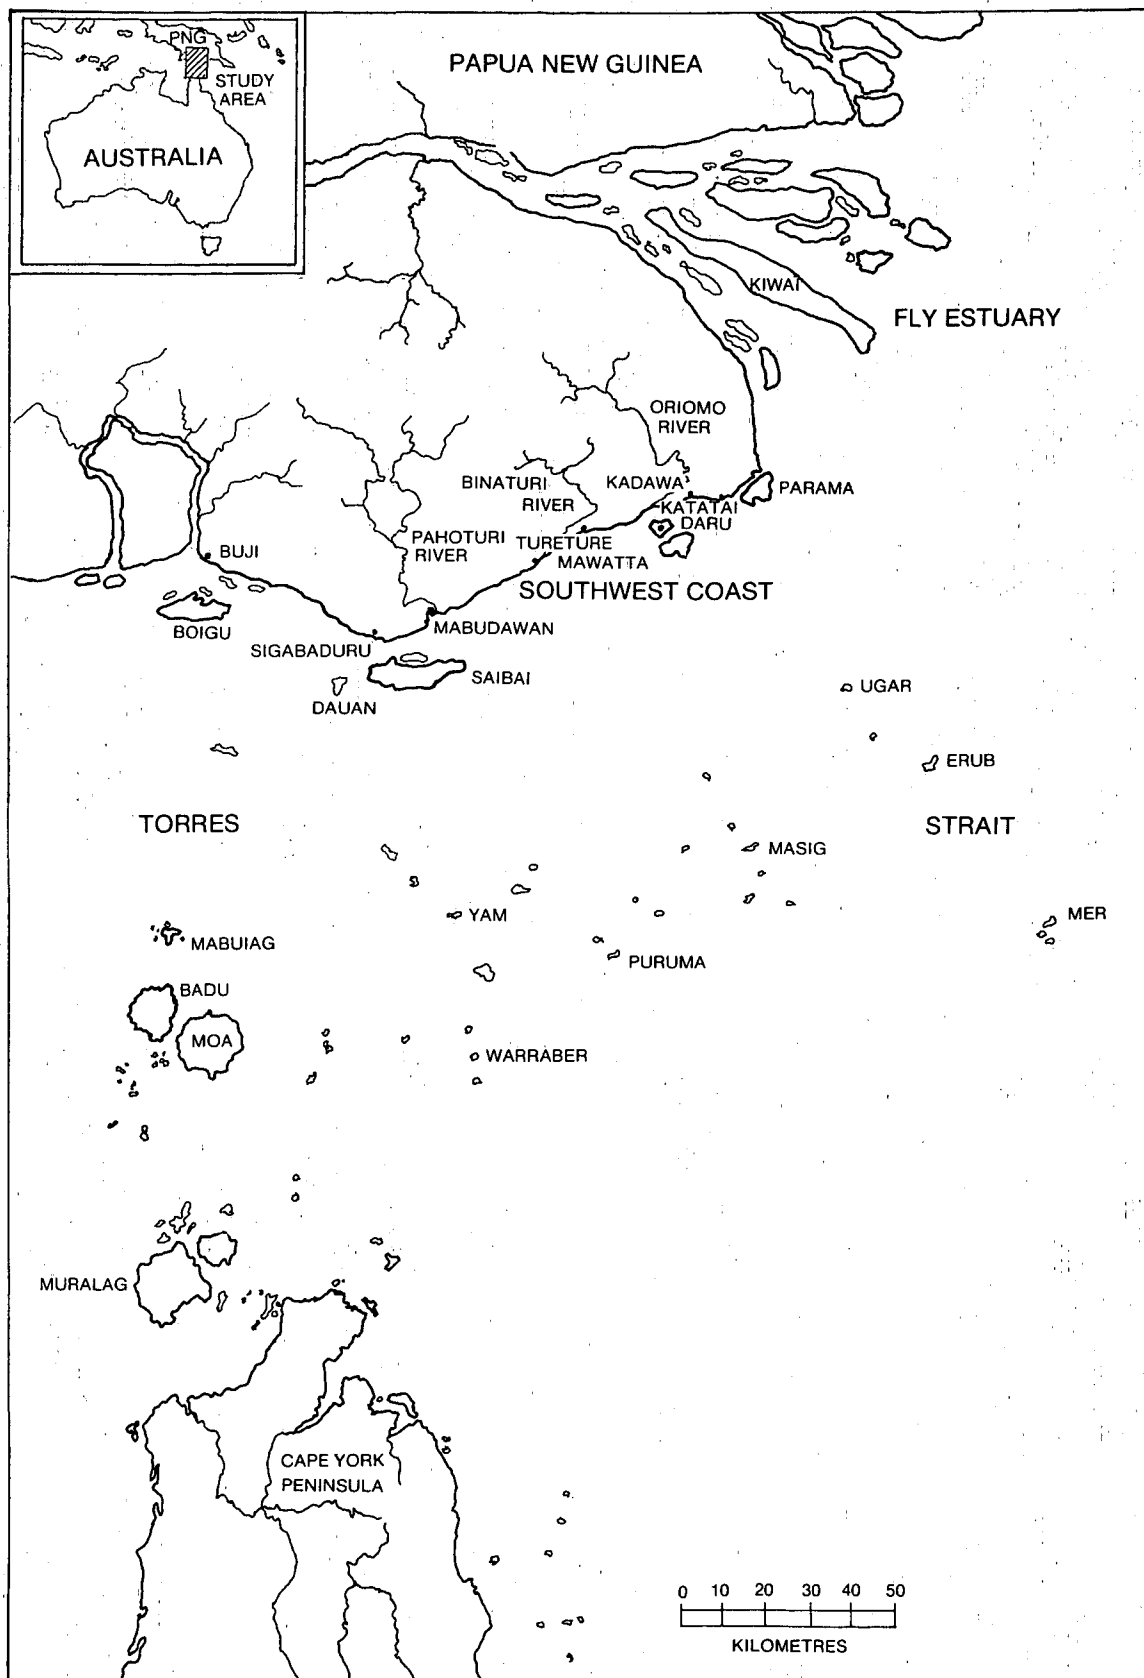 PNG
STUDY
AREA
AUSTRALIA
PAPUA NEW GUINEA
KIWAI
FLY ESTUARY
ORIOMO
RIVER
BINATURI
RIVER
KADAWA
PARAMA
KATATAI
DARU
PAHOTURI
RIVER
TURETURE
MAWATTA
BUJI
SOUTHWEST COAST
BOIGU
MABUDAWAN
SIGABADURU
SAIBAI
DAUAN
UGAR
ERUB
TORRES
STRAIT
MASIG
YAM
MER
MABUIAG
PURUMA
BADU
MOA
WARRABER
MURALAG
CAPE YORK
PENINSULA
0 10 20 30 40 50
KILOMETRES